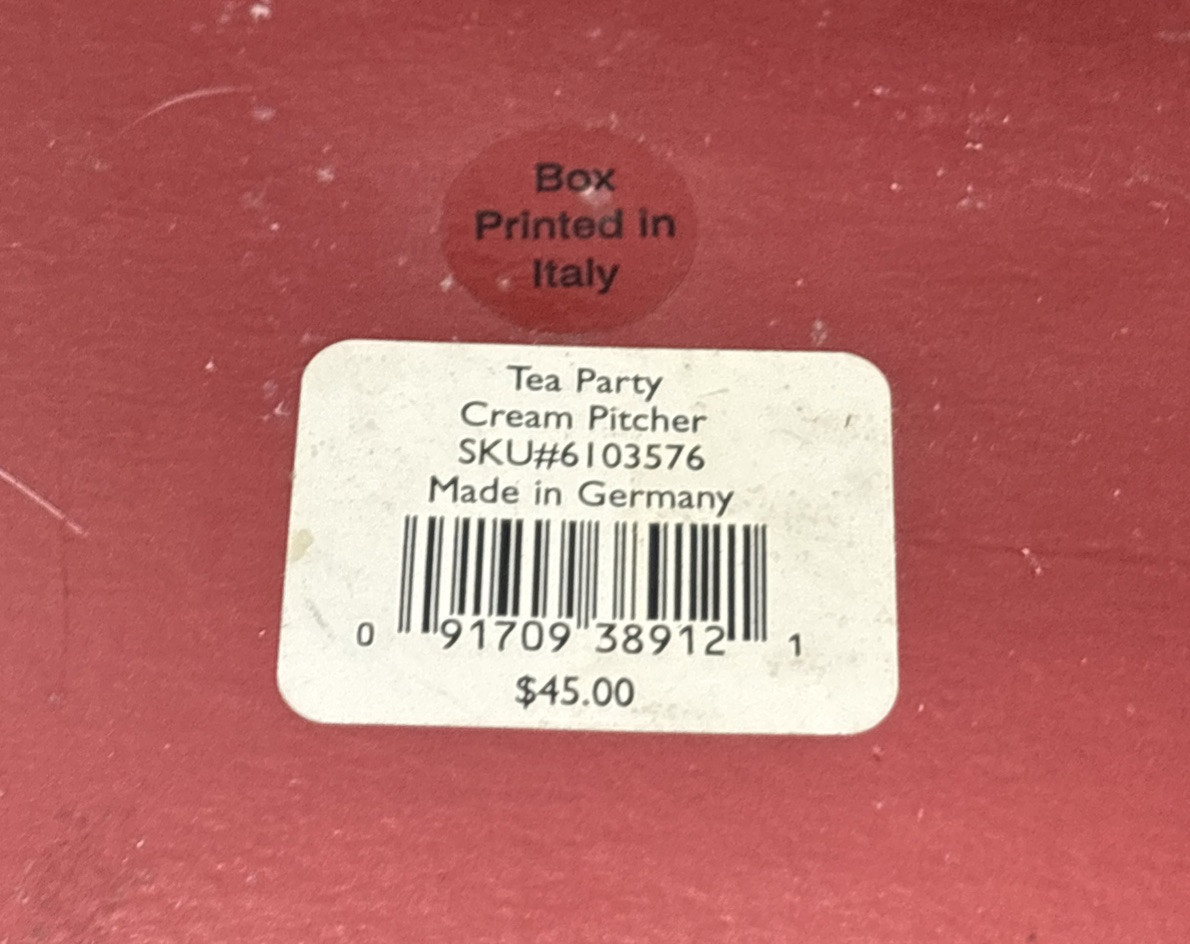 Box
Printed in
Italy
Tea Party
Cream Pitcher
SKU#6103576
Made in Germany
0 91709 38912 1
$45.00